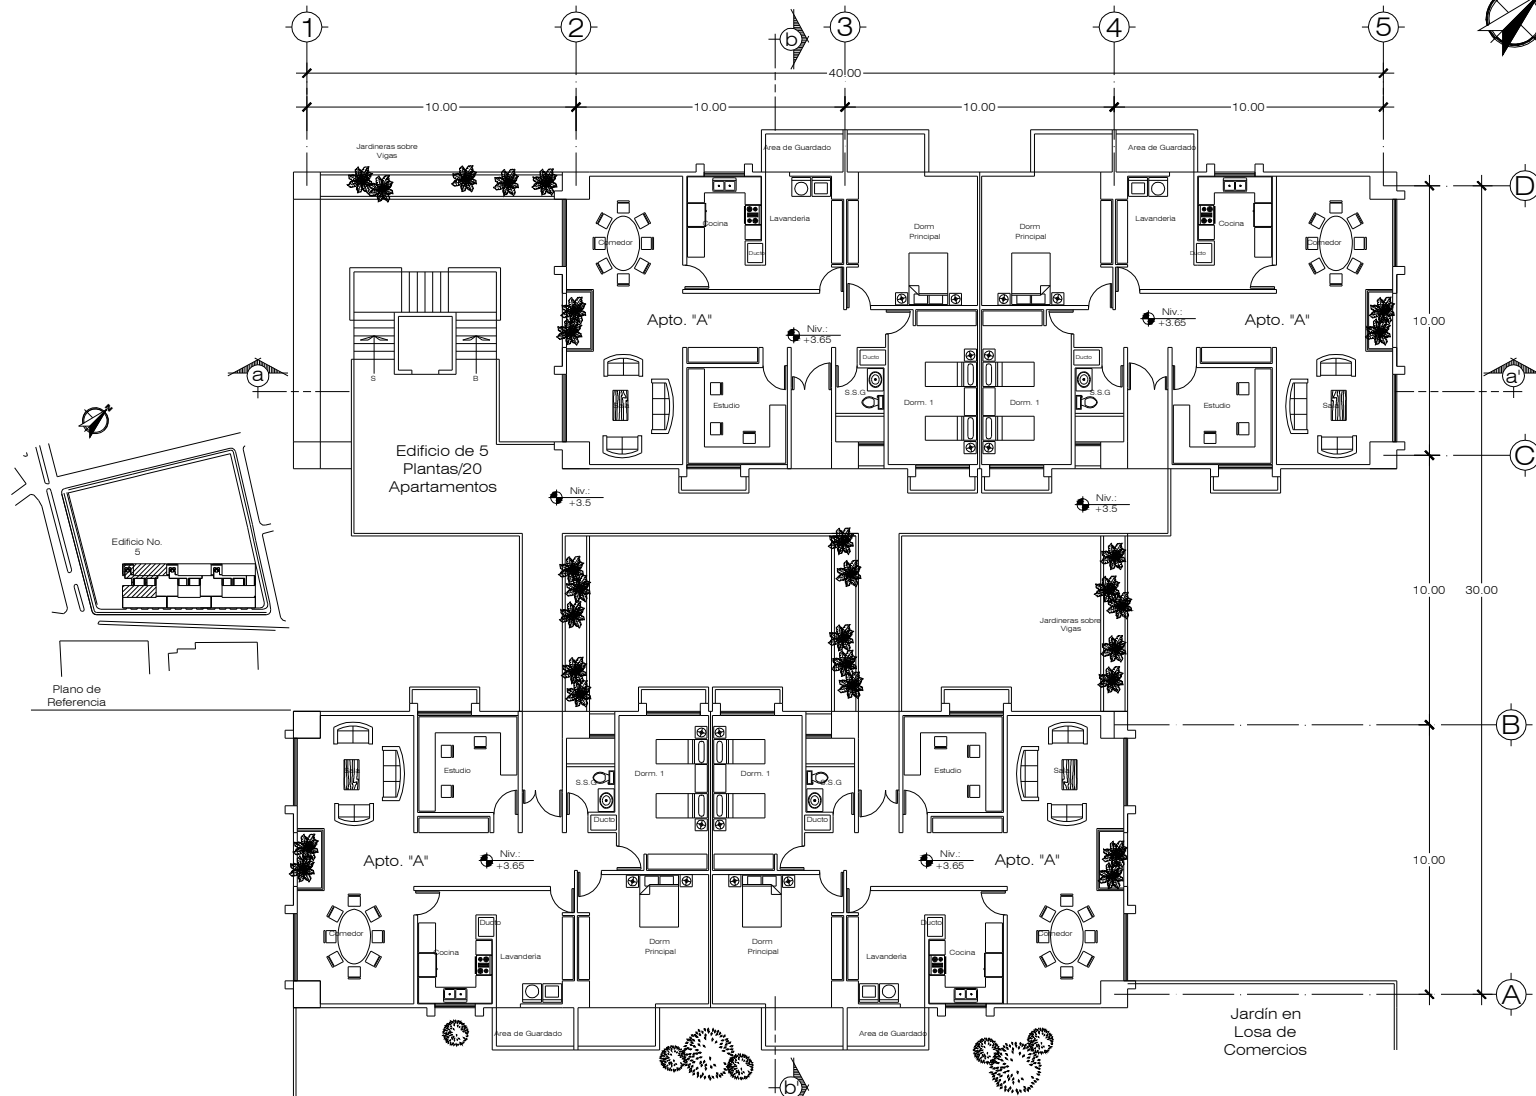 1
2
b
3
4
5
40.00
10.00
10.00
10.00
10.00
Jardineras sobre
Vigas
Area de Guardado
Area de Guardado
D
Cocina
Lavandería
Ducto
Comedor
Dorm
Principal
Dorm
Principal
Lavandería
Cocina
Ducto
Comedor
Apto. "A"
Niv.:
+3.65
Niv.:
+3.65
Apto. "A"
10.00
Ducto
Ducto
a
S
B
Sala
Estudio
S.S.G
Dorm. 1
Dorm. 1
S.S.G
Estudio
Sala
a'
Edificio de 5
Plantas/20
Apartamentos
C
Niv.:
+3.5
Niv.:
+3.5
N
Edificio No.
5
10.00
30.00
Jardineras sobre
Vigas
Plano de
Referencia
B
Sala
Estudio
S.S.G
Dorm. 1
Dorm. 1
S.S.G
Estudio
Sala
Ducto
Ducto
Apto. "A"
Niv.:
+3.65
Niv.:
+3.65
Apto. "A"
10.00
Comedor
Cocina
Ducto
Lavandería
Dorm
Principal
Dorm
Principal
Lavandería
Ducto
Cocina
Comedor
A
Area de Guardado
Area de Guardado
Jardín en
Losa de
Comercios
b'